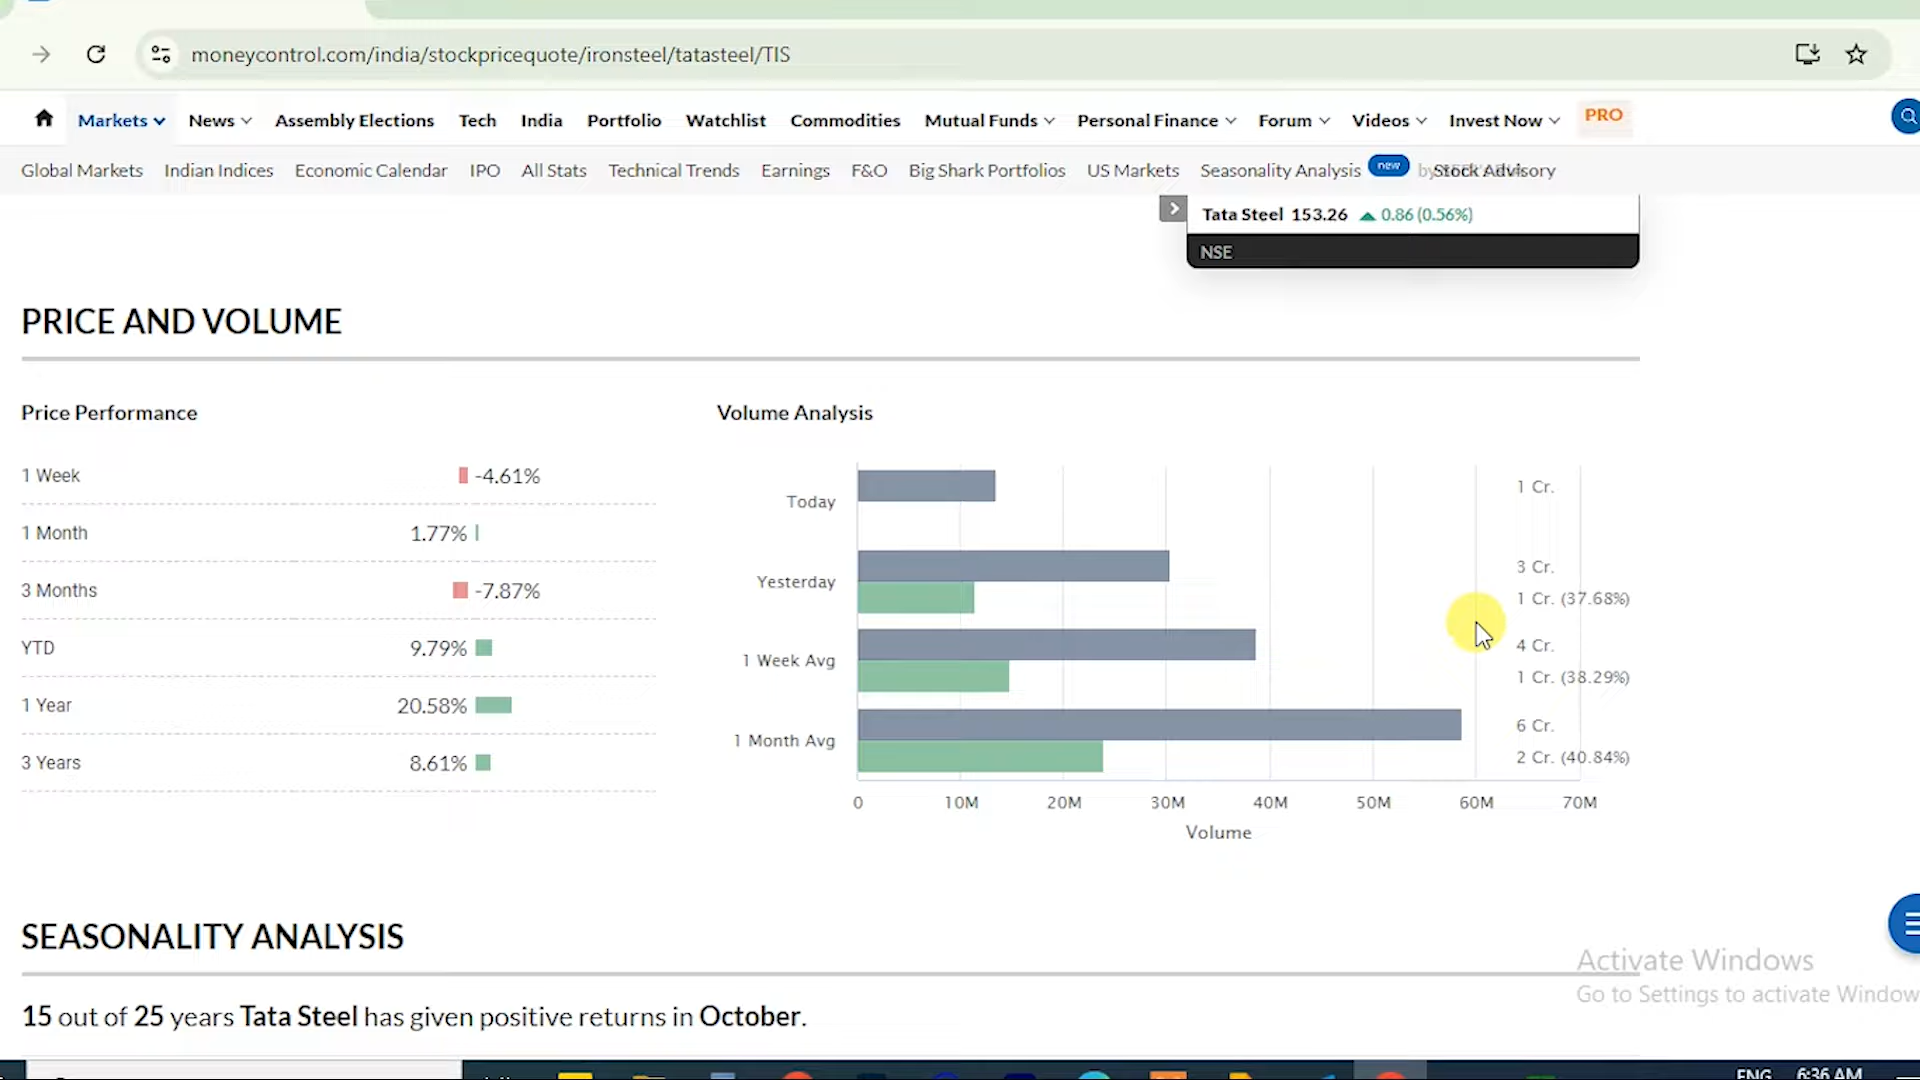 moneycontrol.com/india/stockpricequote/ironsteel/tatasteel/TIS
Markets News Assembly Elections Tech India Portfolio Watchlist Commodities Mutual Funds Personal Finance Forum Videos Invest Now PRO
Global Markets Indian Indices Economic Calendar IPO All Stats Technical Trends Earnings F&O Big Shark Portfolios US Markets Seasonality Analysis new by Stock Advisory
Tata Steel 153.26 ▲ 0.86 (0.56%)
NSE
PRICE AND VOLUME
Price Performance
1 Week -4.61%
1 Month 1.77%
3 Months -7.87%
YTD 9.79%
1 Year 20.58%
3 Years 8.61%
Volume Analysis
Today 1 Cr.
Yesterday 3 Cr.
1 Cr. (37.68%)
1 Week Avg 4 Cr.
1 Cr. (38.29%)
1 Month Avg 6 Cr.
2 Cr. (40.84%)
0 10M 20M 30M 40M 50M 60M 70M
Volume
SEASONALITY ANALYSIS
15 out of 25 years Tata Steel has given positive returns in October.
Activate Windows
Go to Settings to activate Window
ENG 6:36 AM